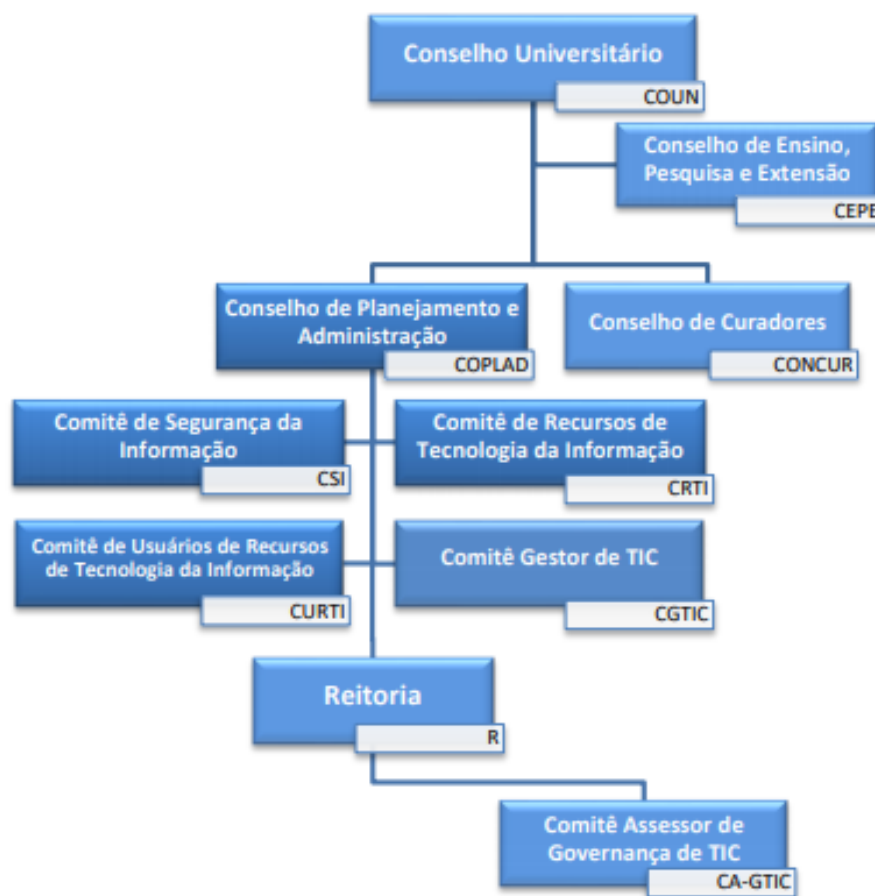 Conselho Universitário
COUN
Conselho de Ensino,
Pesquisa e Extensão
CEPE
Conselho de Planejamento e
Administração
COPLAD
Conselho de Curadores
CONCUR
Comitê de Segurança da
Informação
CSI
Comitê de Recursos de
Tecnologia da Informação
CRTI
Comitê de Usuários de Recursos
de Tecnologia da Informação
CURTI
Comitê Gestor de TIC
CGTIC
Reitoria
R
Comitê Assessor de
Governança de TIC
CA-GTIC